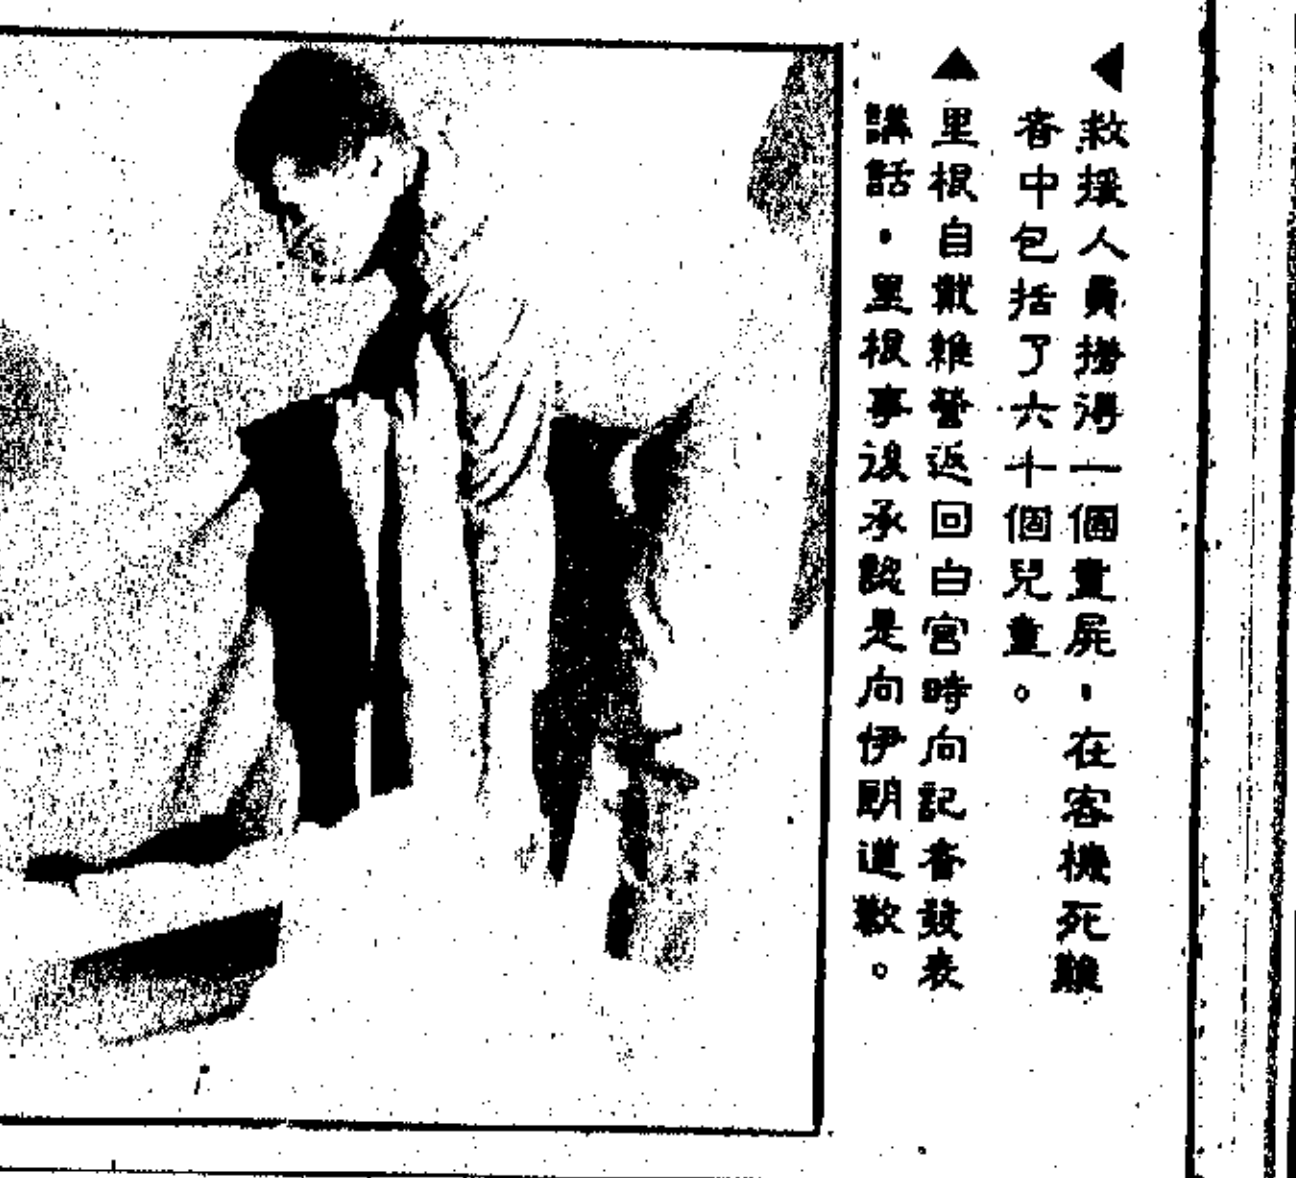 ◀救援人員撈得一個童屍，在客機死難
者中包括了六十個兒童。
▲里根自戴維營返回白宮時向記者發表
講話，里根事後承認是向伊朗道歉。